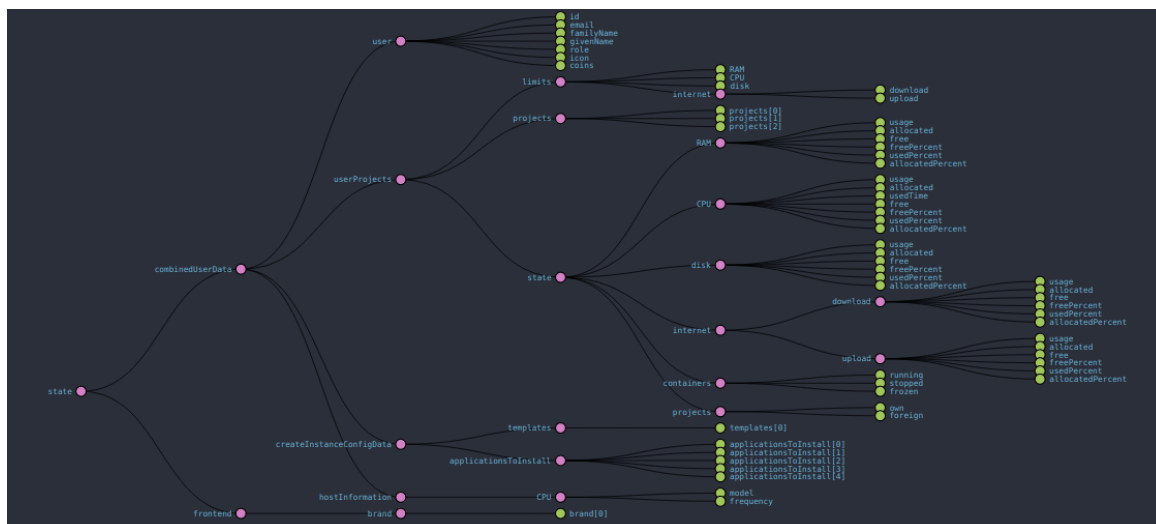 id
email
familyName
user
givenName
role
icon
coins
RAM
limits
CPU
disk
internet
download
upload
projects
projects[0]
projects[1]
projects[2]
RAM
usage
allocated
free
freePercent
usedPercent
allocatedPercent
userProjects
CPU
usage
allocated
usedTime
free
freePercent
usedPercent
allocatedPercent
combinedUserData
state
disk
usage
allocated
free
freePercent
usedPercent
allocatedPercent
internet
download
usage
allocated
free
freePercent
usedPercent
allocatedPercent
upload
usage
allocated
free
freePercent
usedPercent
allocatedPercent
containers
running
stopped
frozen
state
projects
own
foreign
createInstanceConfigData
templates
templates[0]
applicationsToInstall
applicationsToInstall[0]
applicationsToInstall[1]
applicationsToInstall[2]
applicationsToInstall[3]
applicationsToInstall[4]
hostInformation
CPU
model
frequency
frontend
brand
brand[0]